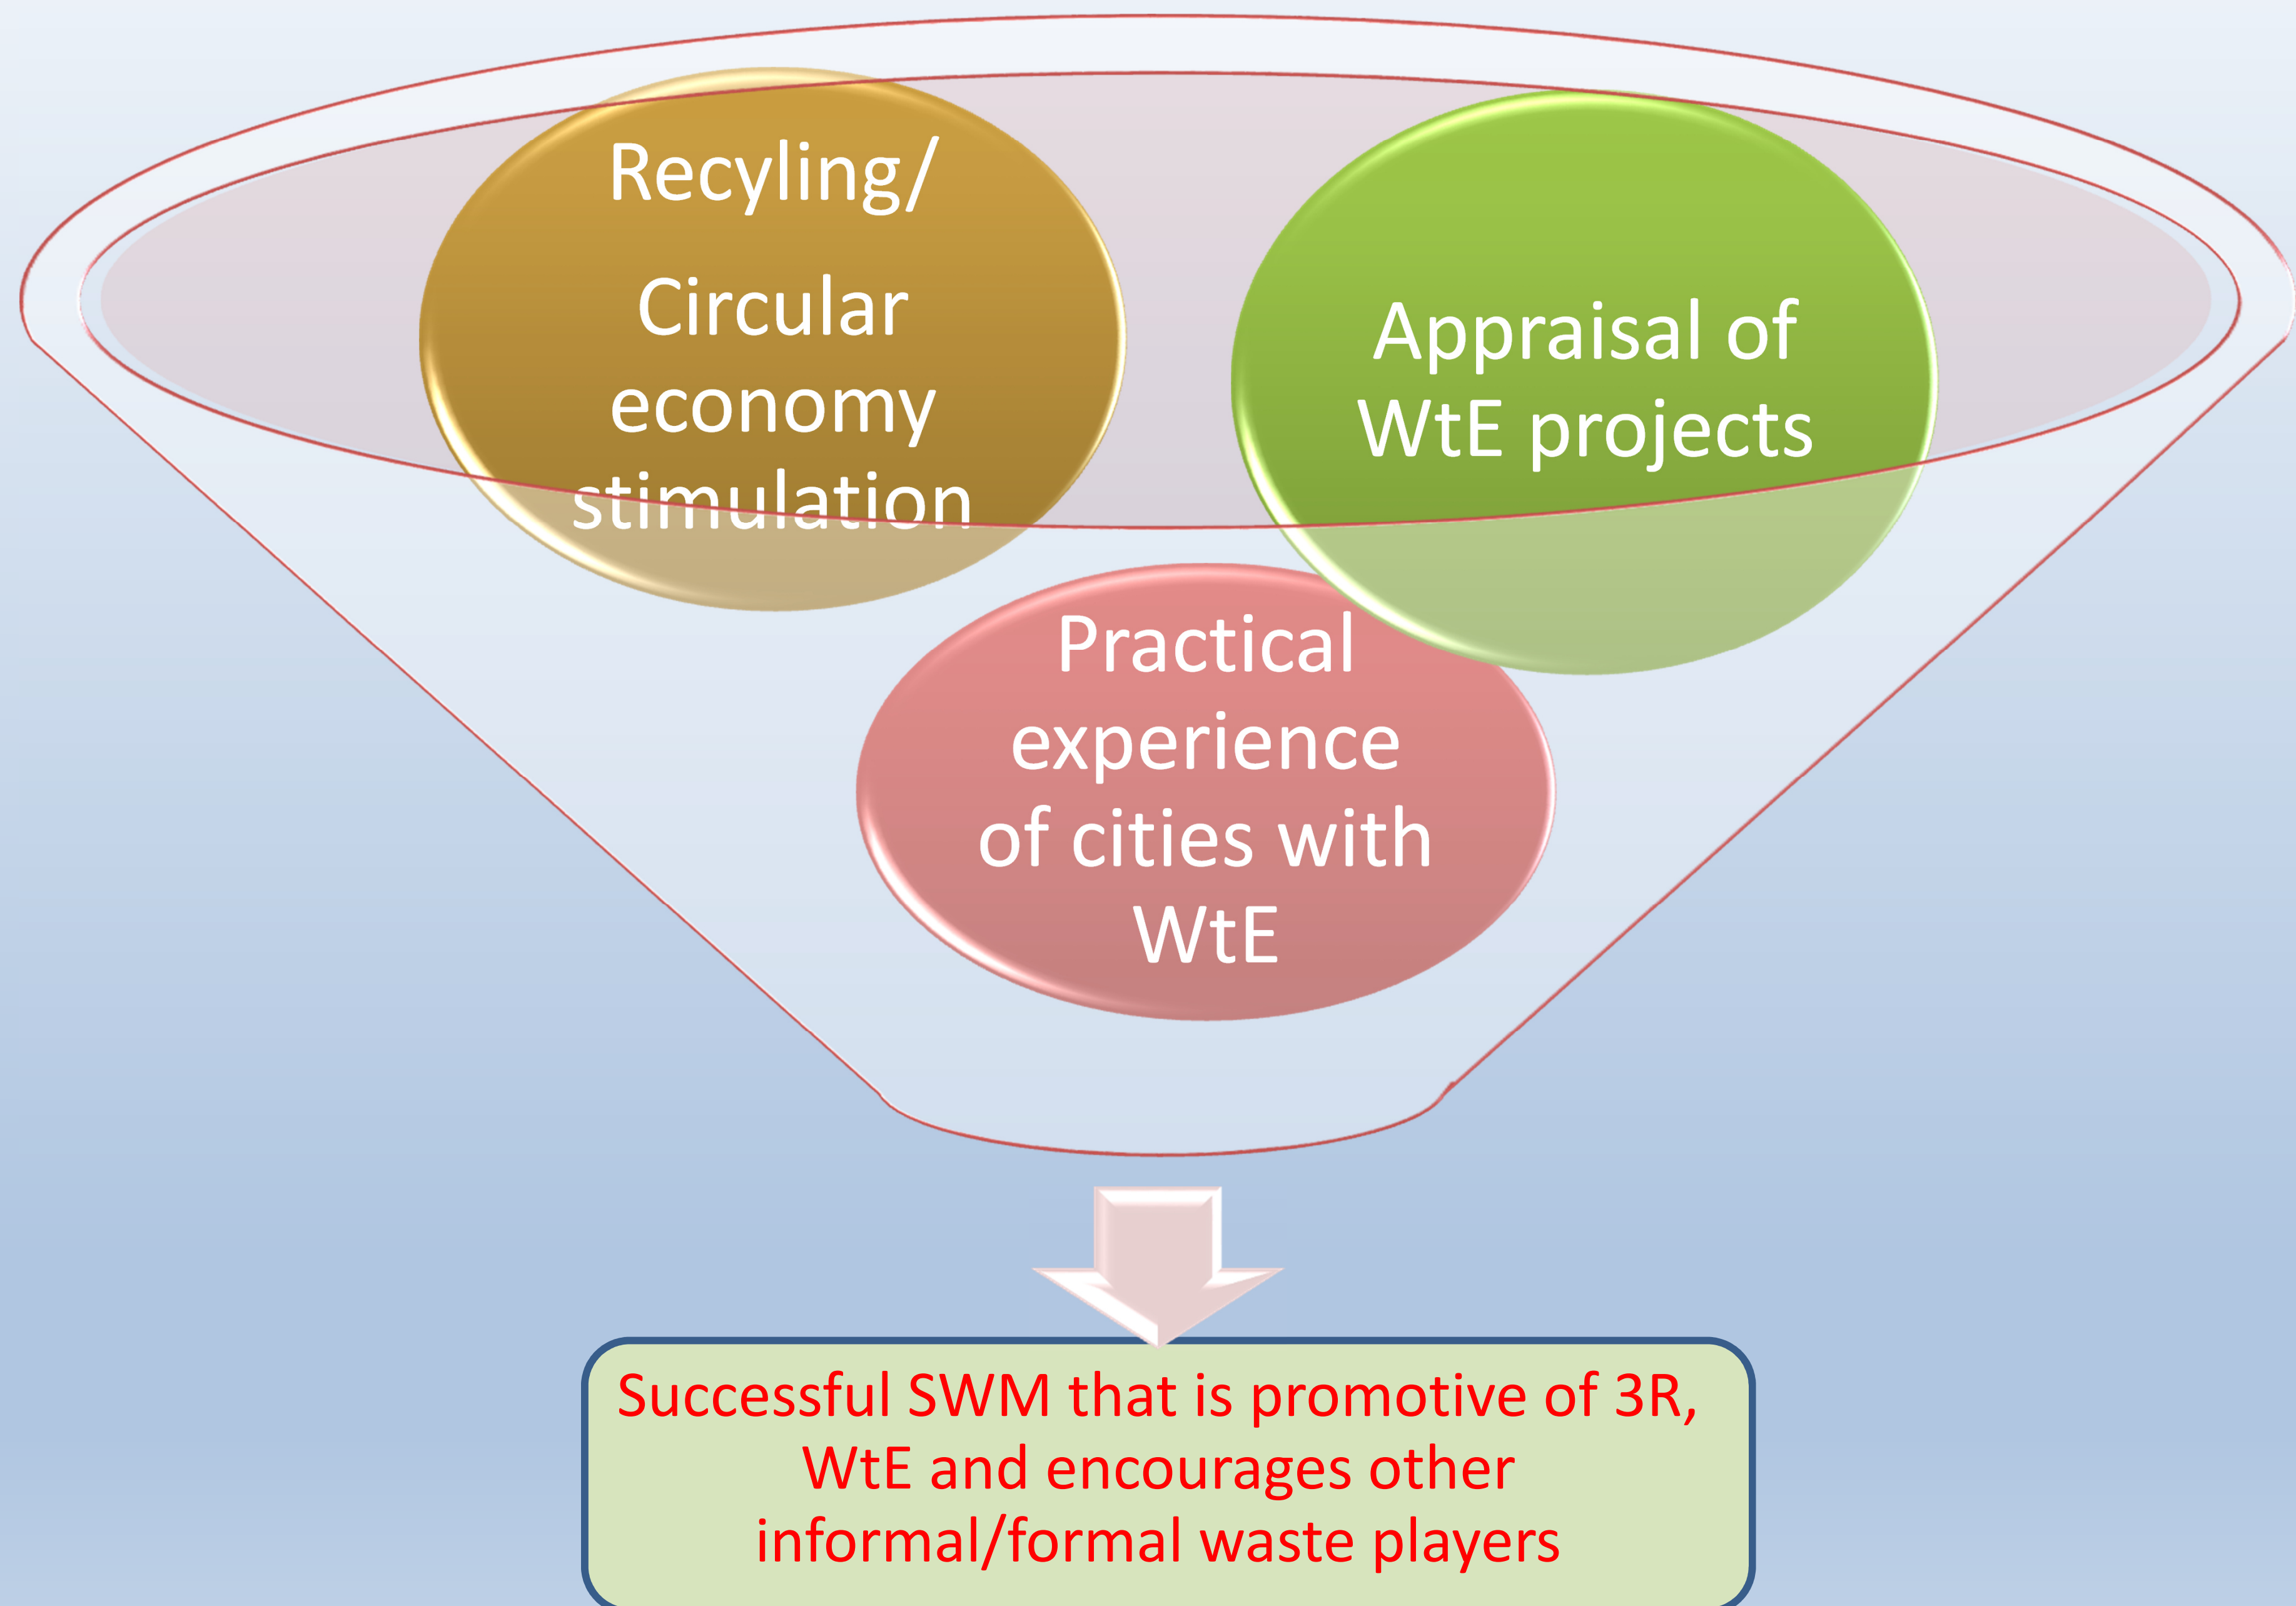 Recyling/
Circular
economy
stimulation
Appraisal of
WtE projects
Practical
experience
of cities with
WtE
Successful SWM that is promotive of 3R,
WtE and encourages other
informal/formal waste players